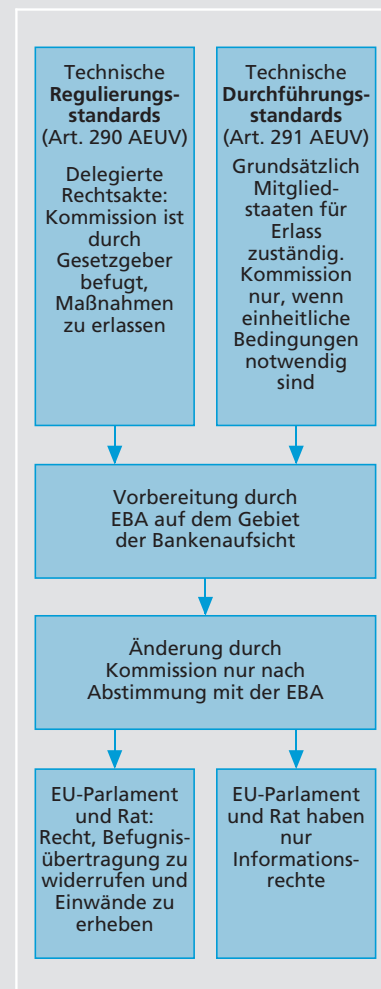 Technische
Regulierungs-
standards
(Art. 290 AEUV)
Delegierte
Rechtsakte:
Kommission ist
durch
Gesetzgeber
befugt,
Maßnahmen
zu erlassen
Technische
Durchführungs-
standards
(Art. 291 AEUV)
Grundsätzlich
Mitglied-
staaten für
Erlass
zuständig.
Kommission
nur, wenn
einheitliche
Bedingungen
notwendig
sind
Vorbereitung durch
EBA auf dem Gebiet
der Bankenaufsicht
Änderung durch
Kommission nur nach
Abstimmung mit der EBA
EU-Parlament
und Rat:
Recht, Befugnis-
übertragung zu
widerrufen und
Einwände zu
erheben
EU-Parlament
und Rat haben
nur
Informations-
rechte